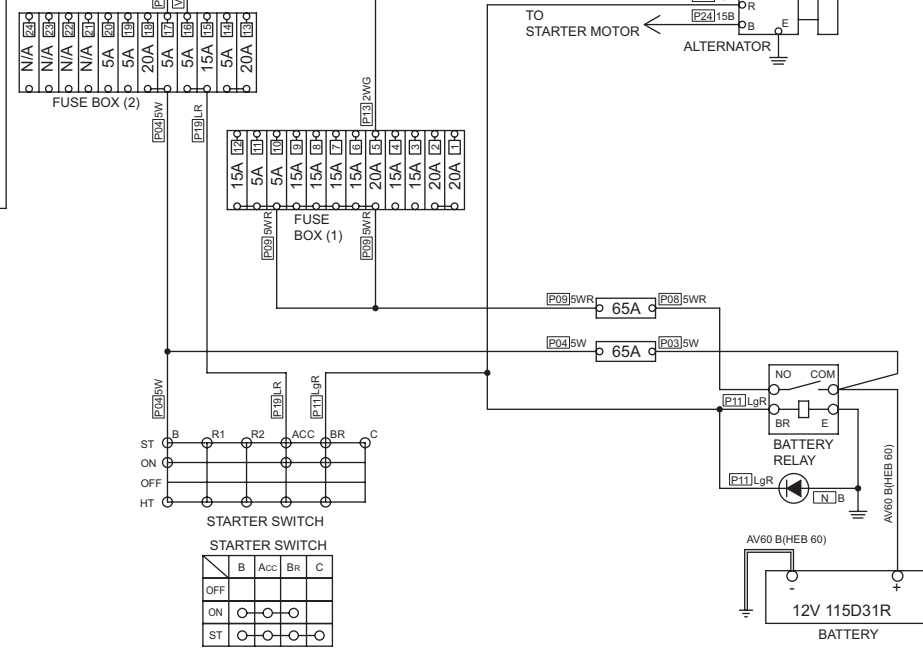 TO
STARTER MOTOR
P24 15B
R
B
E
ALTERNATOR
N/A 24
N/A 23
N/A 22
N/A 21
5A 20
5A 19
20A 18
5A 17
5A 16
15A 15
5A 14
20A 13
FUSE BOX (2)
P04 5W
P19 LR
P13 2WG
15A 12
5A 11
5A 10
15A 9
15A 8
15A 7
15A 6
20A 5
15A 4
15A 3
20A 2
20A 1
FUSE
BOX (1)
P09 5WR
P09 5WR
P09 5WR
65A
P08 5WR
P04 5W
65A
P03 5W
NO COM
BR E
BATTERY
RELAY
P11 LgR
P11 LgR
N B
P04 5W
P19 LR
P11 LgR
B R1 R2 ACC BR C
ST
ON
OFF
HT
STARTER SWITCH
STARTER SWITCH
B ACC BR C
OFF
ON
ST
AV60 B(HEB 60)
AV60 B(HEB 60)
- +
12V 115D31R
BATTERY